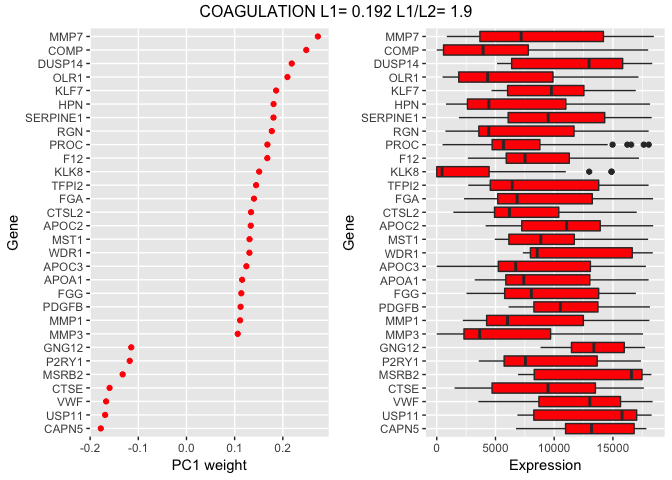 COAGULATION L1= 0.192 L1/L2= 1.9
Gene
MMP7
COMP
DUSP14
OLR1
KLF7
HPN
SERPINE1
RGN
PROC
F12
KLK8
TFPI2
FGA
CTSL2
APOC2
MST1
WDR1
APOC3
APOA1
FGG
PDGFB
MMP1
MMP3
GNG12
P2RY1
MSRB2
CTSE
VWF
USP11
CAPN5
-0.2 -0.1 0.0 0.1 0.2
PC1 weight
Gene
MMP7
COMP
DUSP14
OLR1
KLF7
HPN
SERPINE1
RGN
PROC
F12
KLK8
TFPI2
FGA
CTSL2
APOC2
MST1
WDR1
APOC3
APOA1
FGG
PDGFB
MMP1
MMP3
GNG12
P2RY1
MSRB2
CTSE
VWF
USP11
CAPN5
0 5000 10000 15000
Expression